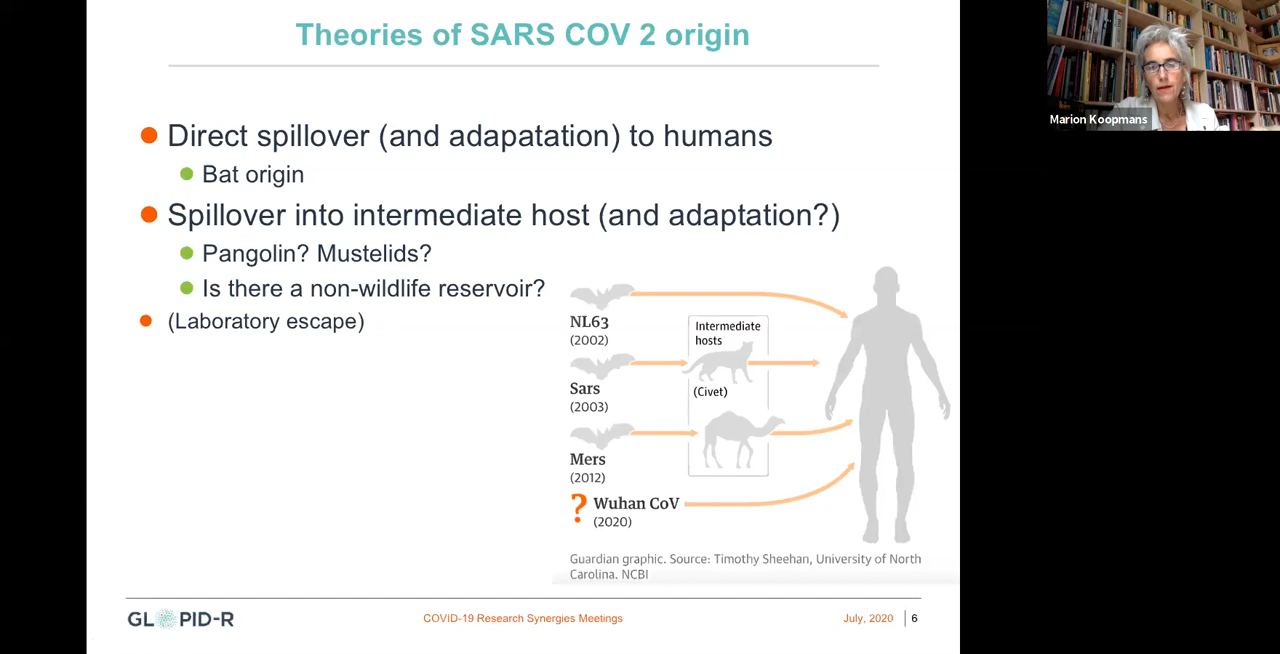 Theories of SARS COV 2 origin
Direct spillover (and adapatation) to humans
Bat origin
Spillover into intermediate host (and adaptation?)
Pangolin? Mustelids?
Is there a non-wildlife reservoir?
(Laboratory escape)
NL63
(2002)
Intermediate
hosts
Sars
(2003)
(Civet)
Mers
(2012)
? Wuhan CoV
(2020)
Guardian graphic. Source: Timothy Sheehan, University of North
Carolina. NCBI
GLOPID-R
COVID-19 Research Synergies Meetings
July, 2020
6
Marion Koopmans